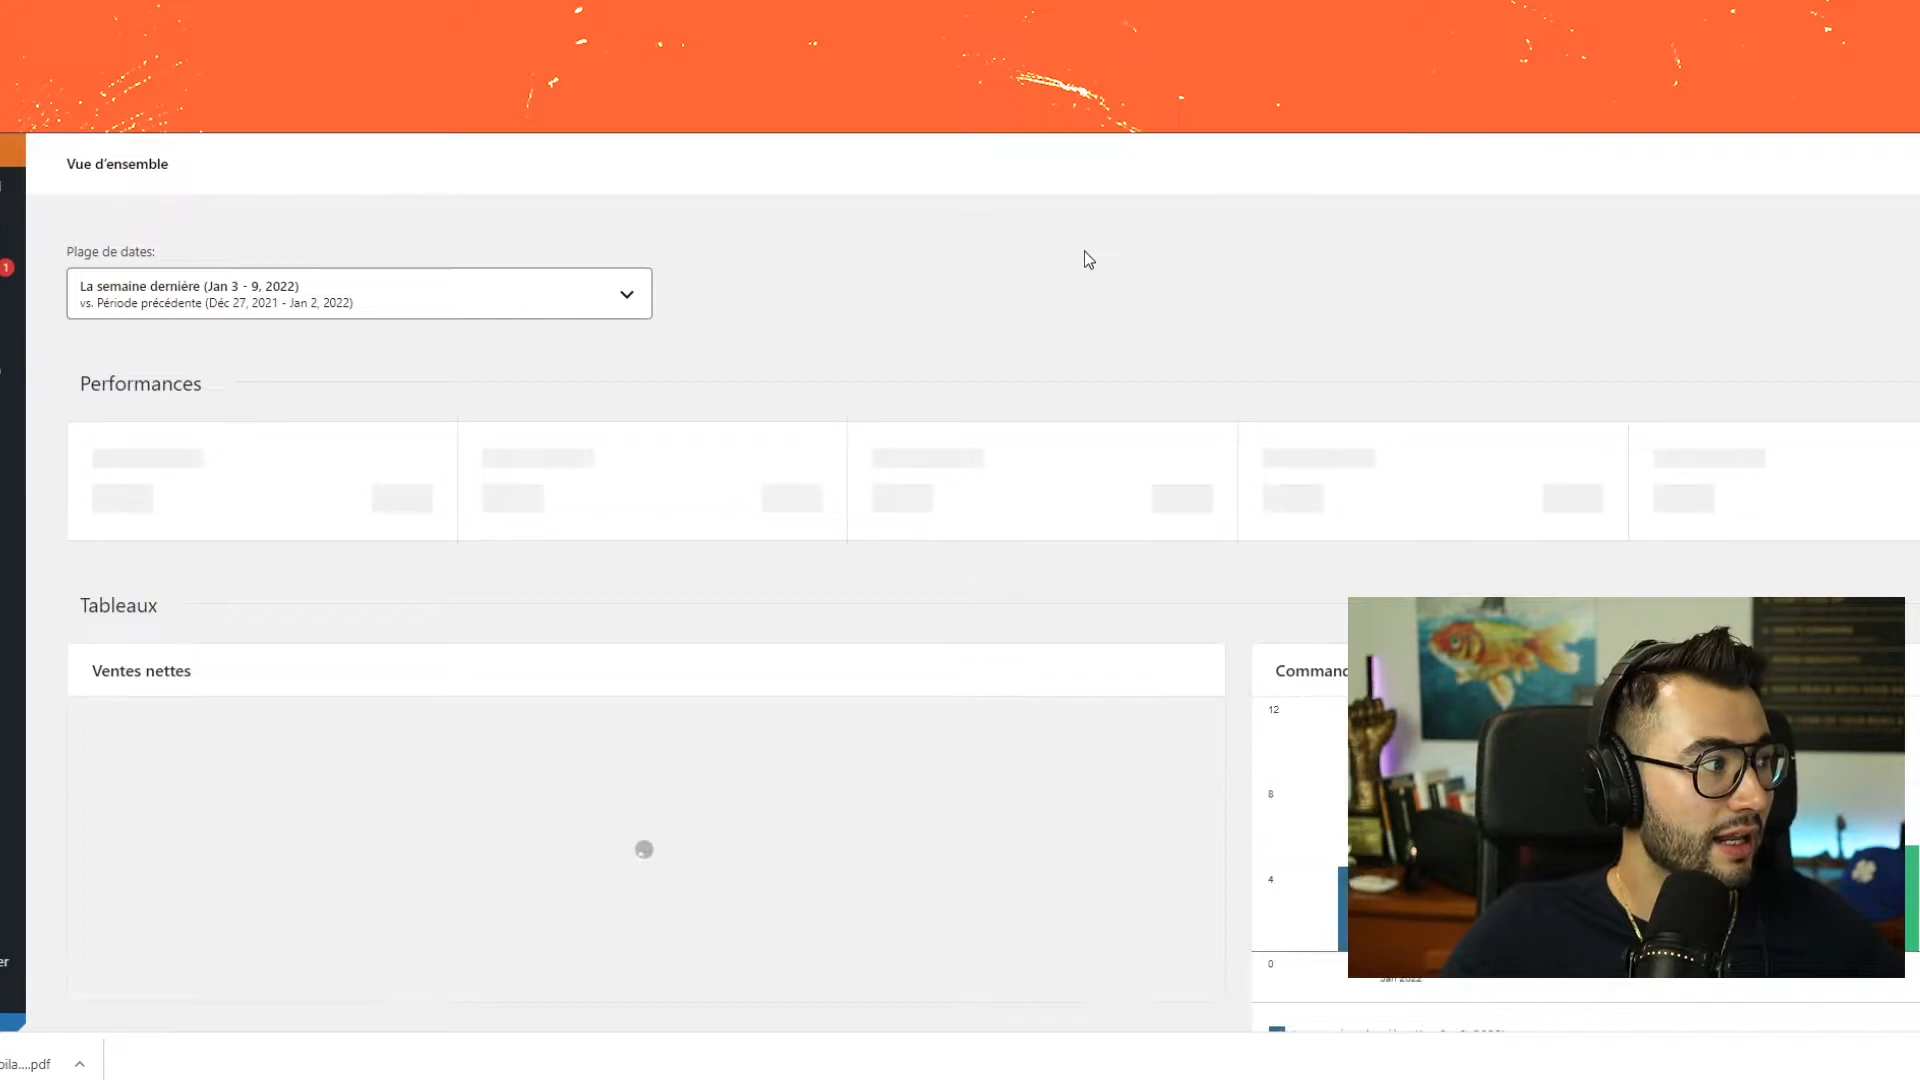 Vue d’ensemble
Plage de dates:
La semaine dernière (Jan 3 - 9, 2022)
vs. Période précédente (Déc 27, 2021 - Jan 2, 2022)
1
Performances
Tableaux
Ventes nettes
Command
12
8
4
0
er
....pdf